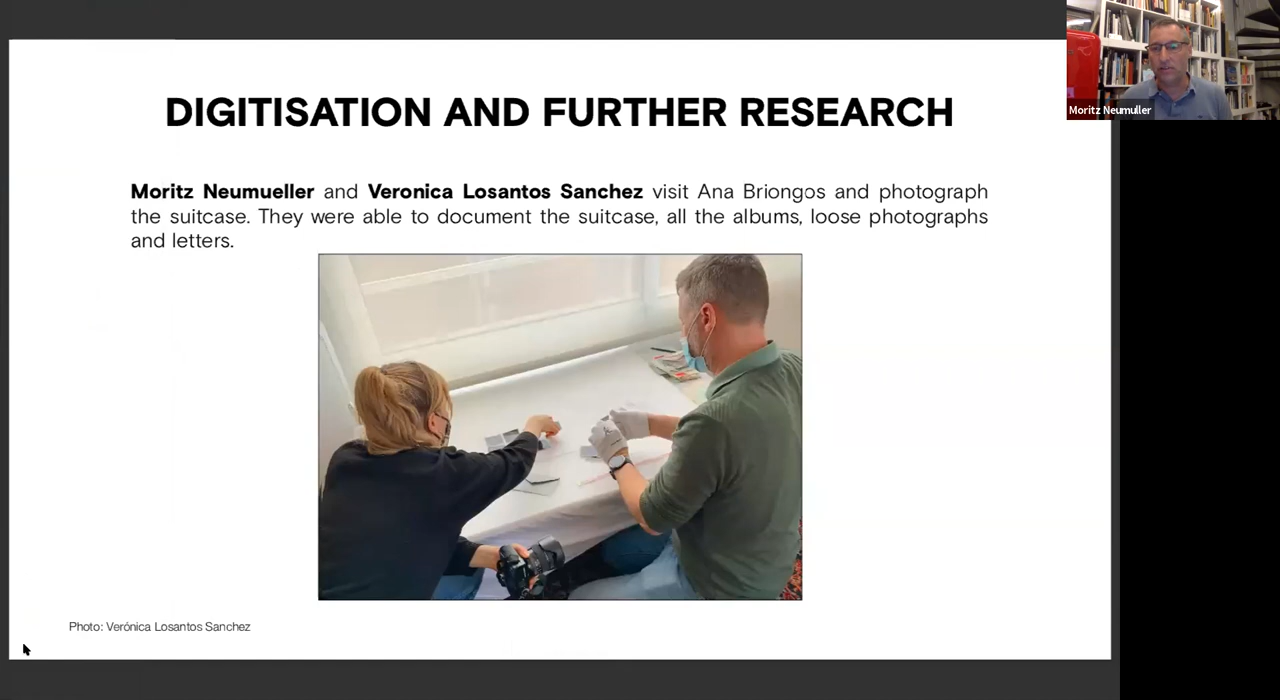 DIGITISATION AND FURTHER RESEARCH
Moritz Neumueller and Veronica Losantos Sanchez visit Ana Briongos and photograph
the suitcase. They were able to document the suitcase, all the albums, loose photographs
and letters.
Photo: Verónica Losantos Sanchez
Moritz Neumuller